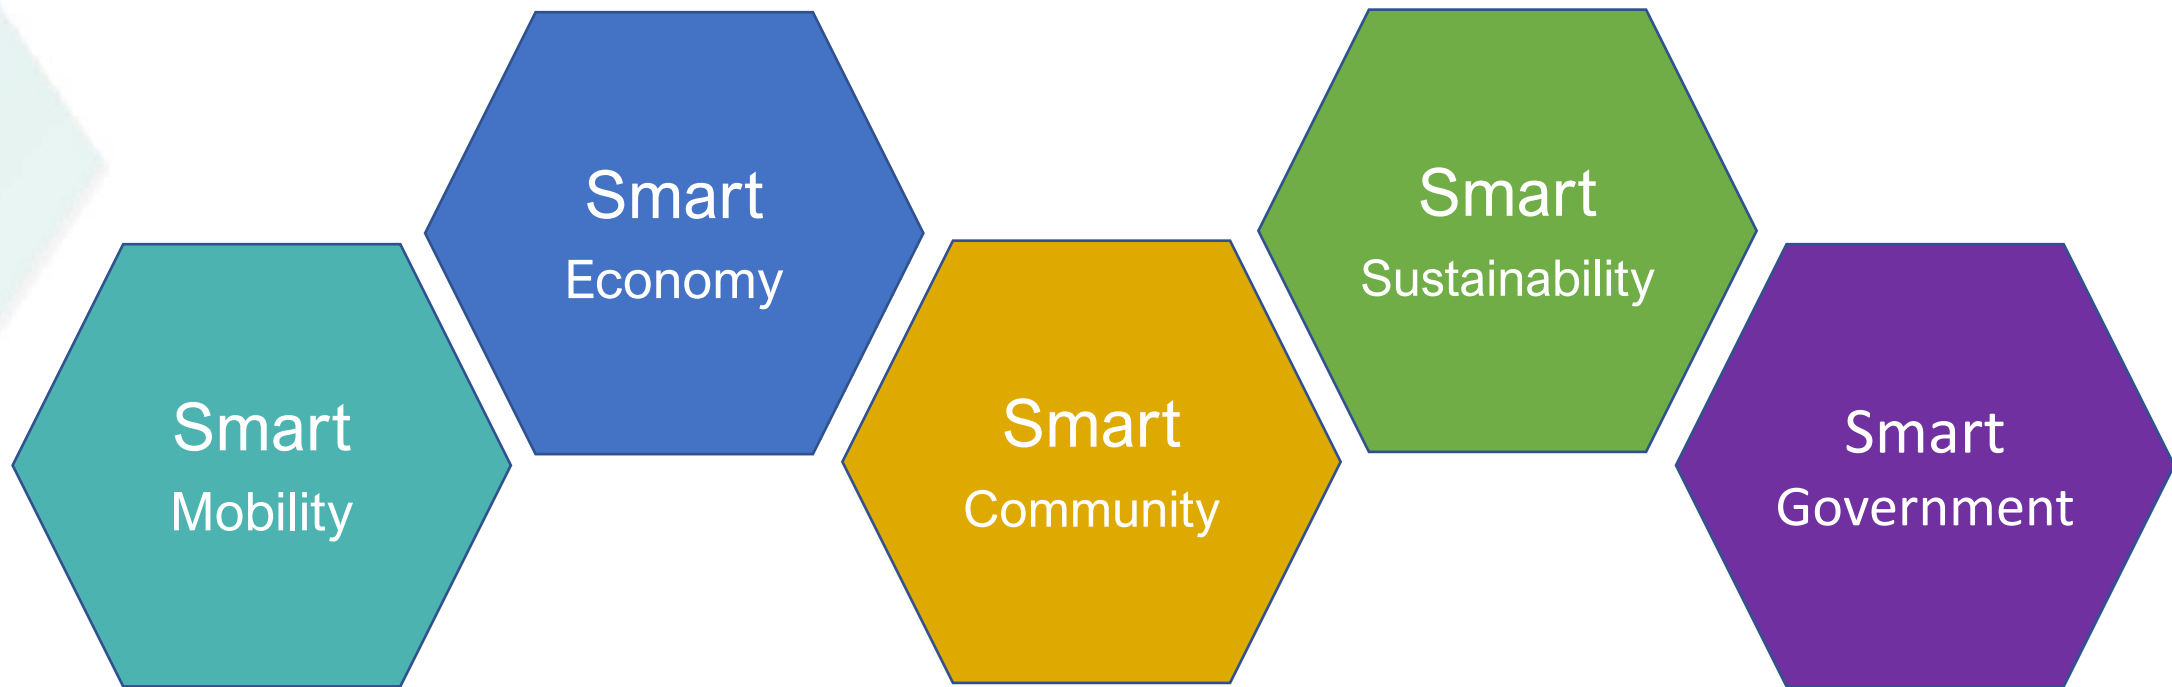 Smart
Mobility
Smart
Economy
Smart
Community
Smart
Sustainability
Smart
Government